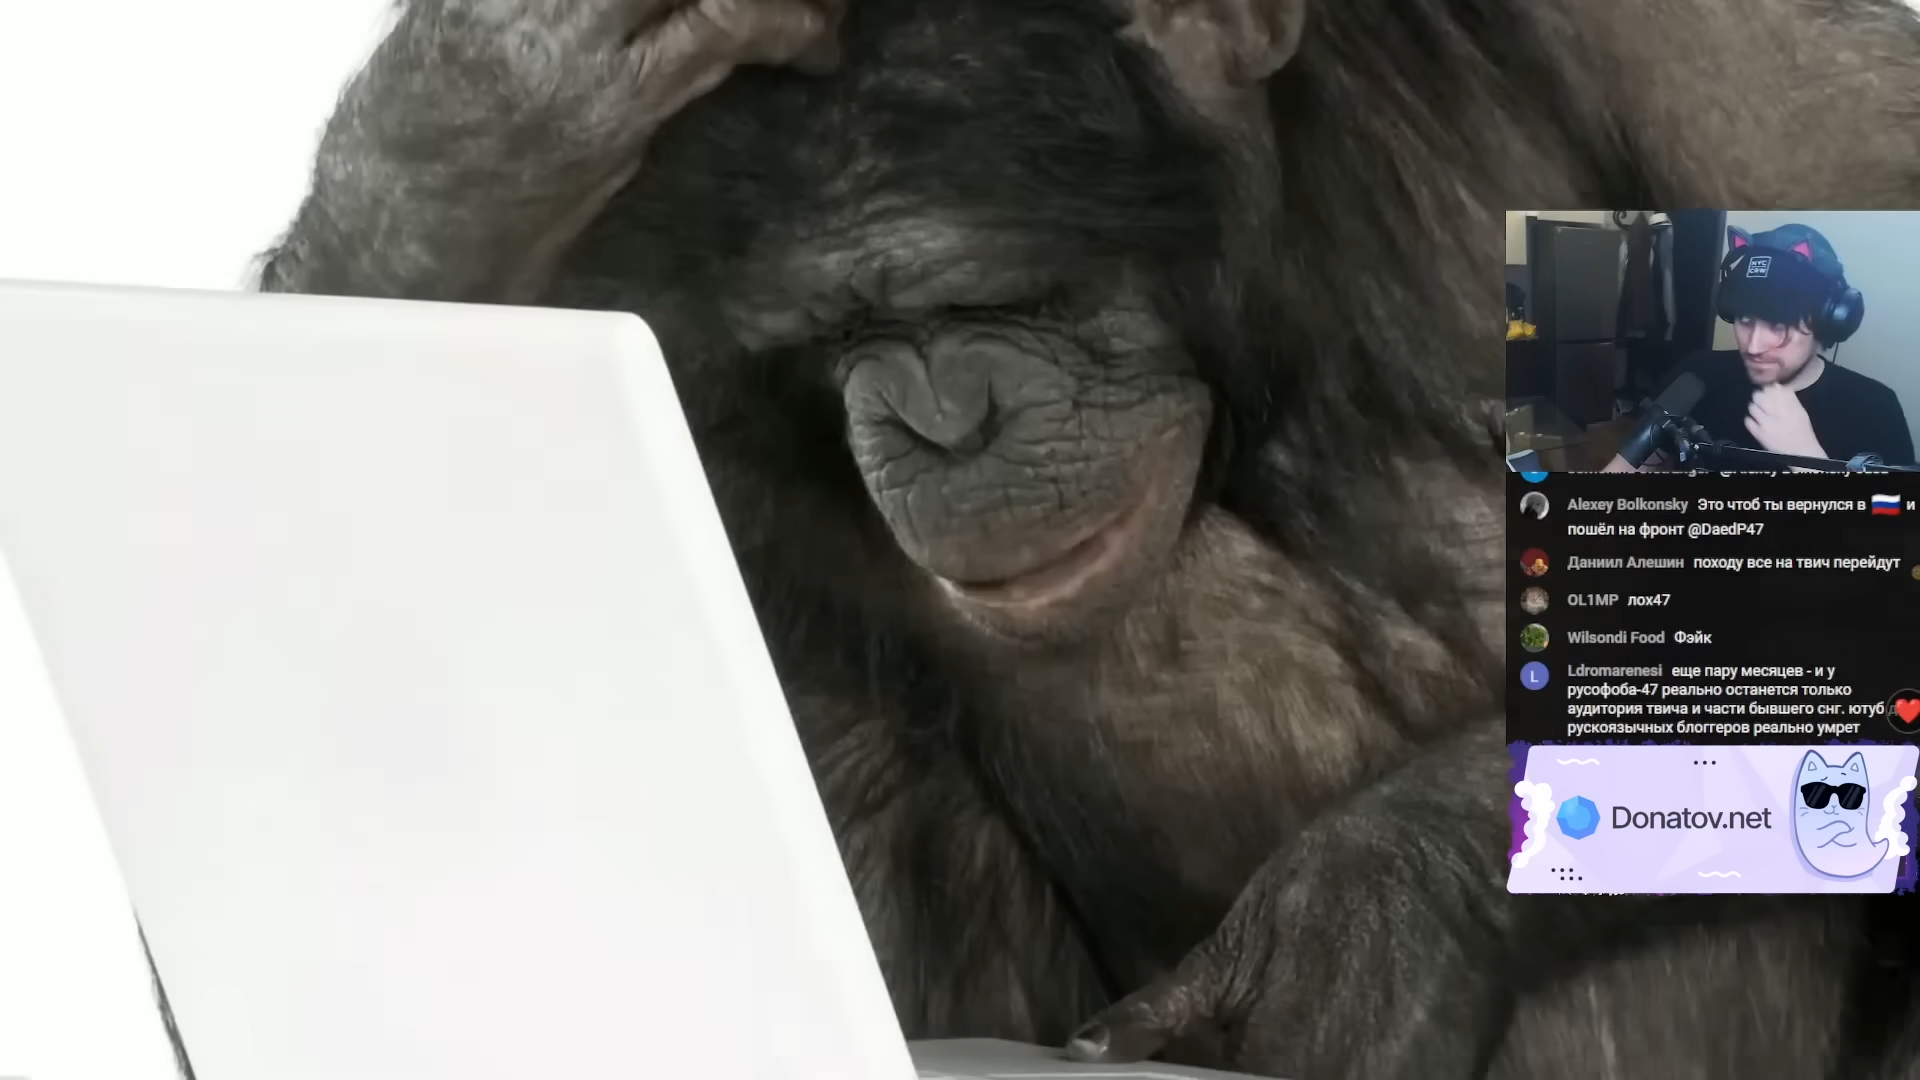 NYC
CRW
Alexey Bolkonsky Это чтоб ты вернулся в 🇷🇺 и
пошёл на фронт @DaedP47
Даниил Алешин походу все на твич перейдут
OL1MP лох47
Wilsondi Food Фэйк
Ldromarenesi еще пару месяцев - и у
русофоба-47 реально останется только
аудитория твича и части бывшего снг. ютуб
рускоязычных блоггеров реально умрет
L
Donatov.net